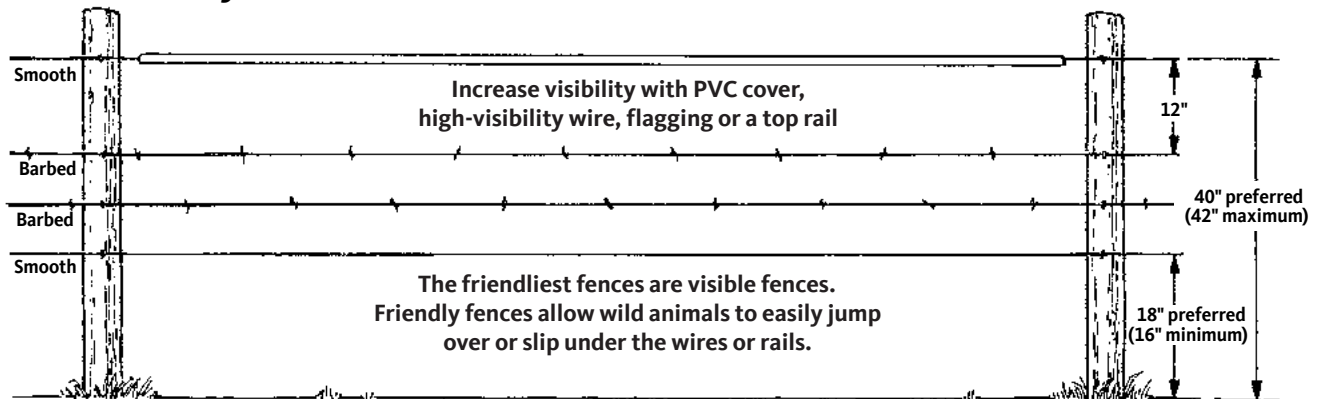 Smooth
Increase visibility with PVC cover,
high-visibility wire, flagging or a top rail
12"
Barbed
Barbed
40" preferred
(42" maximum)
Smooth
The friendliest fences are visible fences.
Friendly fences allow wild animals to easily jump
over or slip under the wires or rails.
18" preferred
(16" minimum)